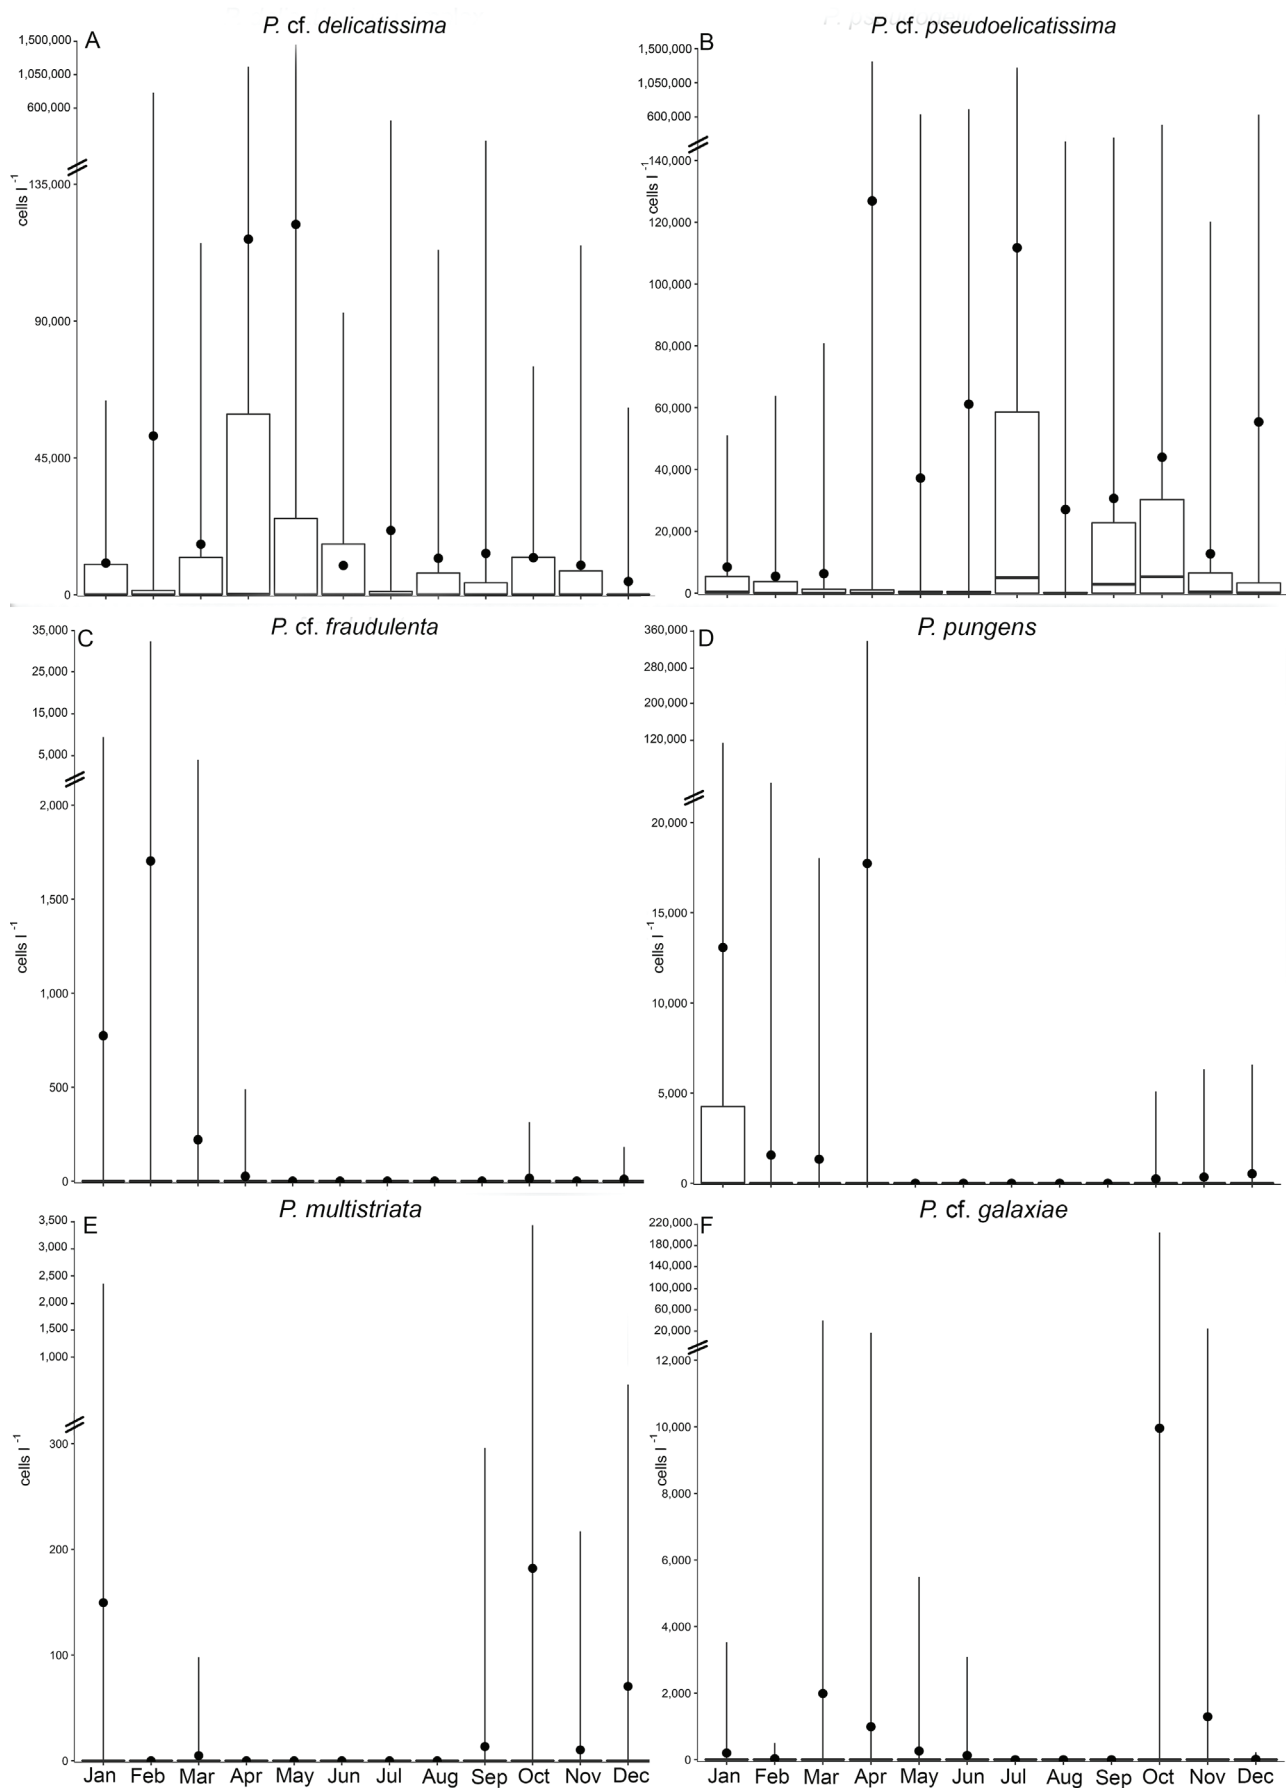 P. cf. delicatissima
A
1,500,000
1,050,000
600,000
135,000
90,000
45,000
0
cells l -1
P. cf. pseudoelicatissima
B
1,500,000
1,050,000
600,000
140,000
120,000
100,000
80,000
60,000
40,000
20,000
0
cells l -1
P. cf. fraudulenta
C
35,000
25,000
15,000
5,000
2,000
1,500
1,000
500
0
cells l -1
P. pungens
D
360,000
280,000
200,000
120,000
20,000
15,000
10,000
5,000
0
cells l -1
P. multistriata
E
3,500
3,000
2,500
2,000
1,500
1,000
300
200
100
0
cells l -1
Jan Feb Mar Apr May Jun Jul Aug Sep Oct Nov Dec
P. cf. galaxiae
F
220,000
180,000
140,000
100,000
60,000
20,000
12,000
10,000
8,000
6,000
4,000
2,000
0
cells l -1
Jan Feb Mar Apr May Jun Jul Aug Sep Oct Nov Dec